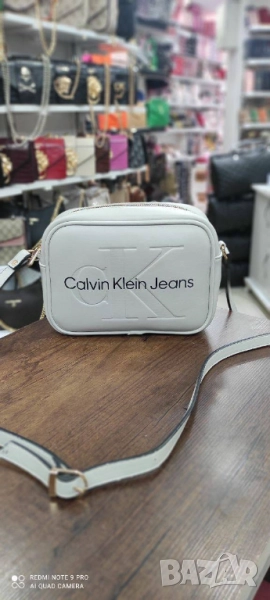 CK
Calvin Klein Jeans
REDMI NOTE 9 PRO
AI QUAD CAMERA
BAZAR